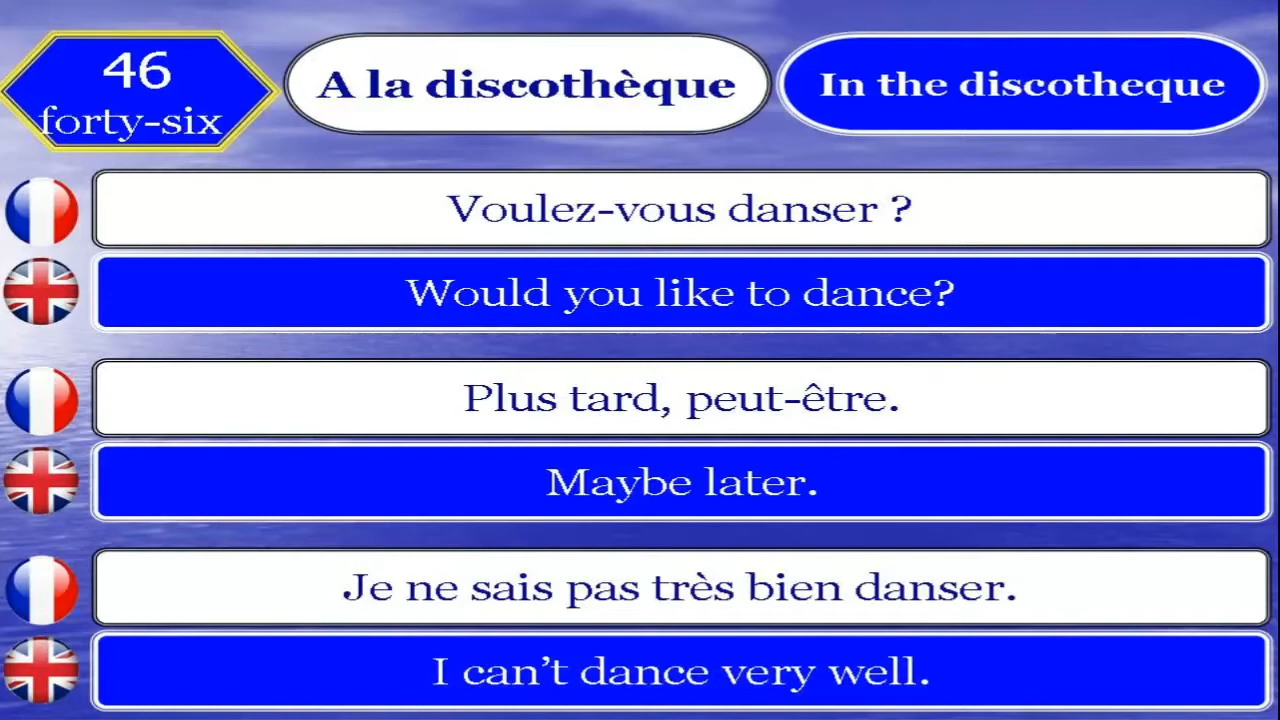 46
forty-six
A la discothèque
In the discotheque
Voulez-vous danser ?
Would you like to dance?
Plus tard, peut-être.
Maybe later.
Je ne sais pas très bien danser.
I can’t dance very well.